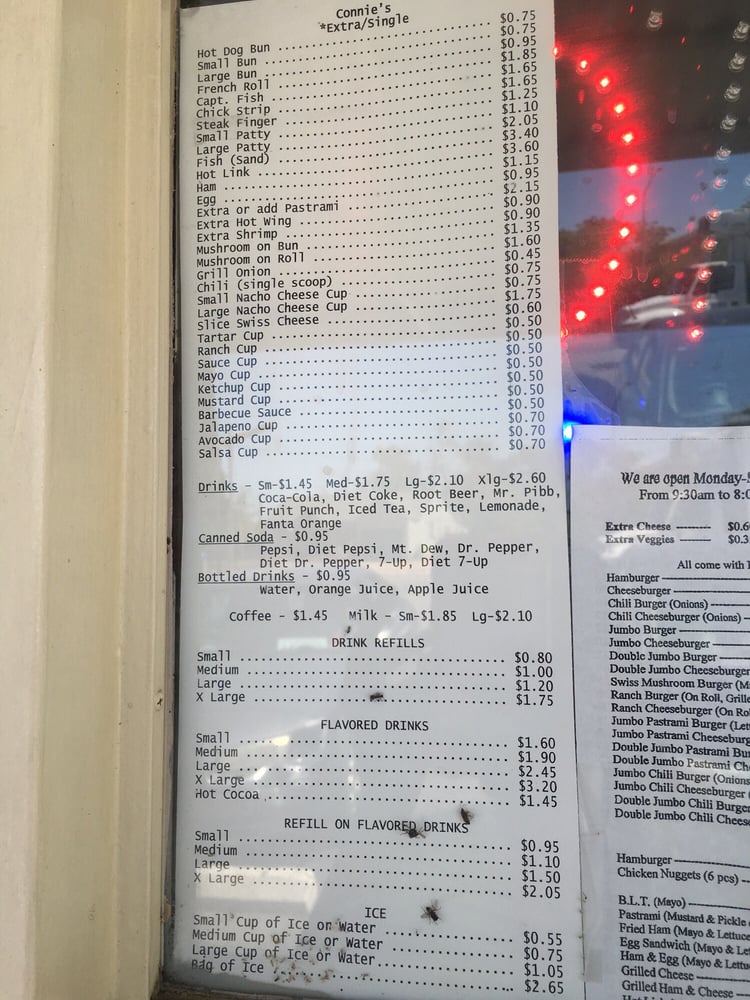 Connie's
*Extra/Single
Hot Dog Bun $0.75
Small Bun $0.75
Large Bun $0.95
French Roll $1.85
Capt. Fish $1.65
Chick Strip $1.65
Steak Finger $1.25
Small Patty $1.10
Large Patty $2.05
Fish (Sand) $3.40
Hot Link $3.60
Ham $1.15
Egg $0.95
Extra or add Pastrami $2.15
Extra Hot Wing $0.90
Extra Shrimp $0.90
Mushroom on Bun $1.35
Mushroom on Roll $1.60
Grill Onion $0.45
Chili (single scoop) $0.75
Small Nacho Cheese Cup $0.75
Large Nacho Cheese Cup $1.75
Slice Swiss Cheese $0.60
Tartar Cup $0.50
Ranch Cup $0.50
Sauce Cup $0.50
Mayo Cup $0.50
Ketchup Cup $0.50
Mustard Cup $0.50
Barbecue Sauce $0.50
Jalapeno Cup $0.70
Avocado Cup $0.70
Salsa Cup $0.70
Drinks - Sm-$1.45 Med-$1.75 Lg-$2.10 Xlg-$2.60
Coca-Cola, Diet Coke, Root Beer, Mr. Pibb,
Fruit Punch, Iced Tea, Sprite, Lemonade,
Fanta Orange
Canned Soda - $0.95
Pepsi, Diet Pepsi, Mt. Dew, Dr. Pepper,
Diet Dr. Pepper, 7-Up, Diet 7-Up
Bottled Drinks - $0.95
Water, Orange Juice, Apple Juice
Coffee - $1.45 Milk - Sm-$1.85 Lg-$2.10
DRINK REFILLS
Small $0.80
Medium $1.00
Large $1.20
X Large $1.75
FLAVORED DRINKS
Small $1.60
Medium $1.90
Large $2.45
X Large $3.20
Hot Cocoa $1.45
REFILL ON FLAVORED DRINKS
Small $0.95
Medium $1.10
Large $1.50
X Large $2.05
ICE
Small Cup of Ice or Water $0.55
Medium Cup of Ice or Water $0.75
Large Cup of Ice or Water $1.05
Bag of Ice $2.65
We are open Monday-
From 9:30am to 8:0
Extra Cheese $0.6
Extra Veggies $0.3
All come with
Hamburger
Cheeseburger
Chili Burger (Onions)
Chili Cheeseburger (Onions)
Jumbo Burger
Jumbo Cheeseburger
Double Jumbo Burger
Double Jumbo Cheeseburger
Swiss Mushroom Burger (M
Ranch Burger (On Roll, Grille
Ranch Cheeseburger (On Ro
Jumbo Pastrami Burger (Let
Jumbo Pastrami Cheeseburg
Double Jumbo Pastrami Bu
Double Jumbo Pastrami Ch
Jumbo Chili Burger (Onions
Jumbo Chili Cheeseburger (
Double Jumbo Chili Burger
Double Jumbo Chili Chees
Hamburger
Chicken Nuggets (6 pcs)
B.L.T. (Mayo)
Pastrami (Mustard & Pickle
Fried Ham (Mayo & Lettuce
Egg Sandwich (Mayo & Let
Ham & Egg (Mayo & Lettu
Grilled Cheese
Grilled Ham & Cheese